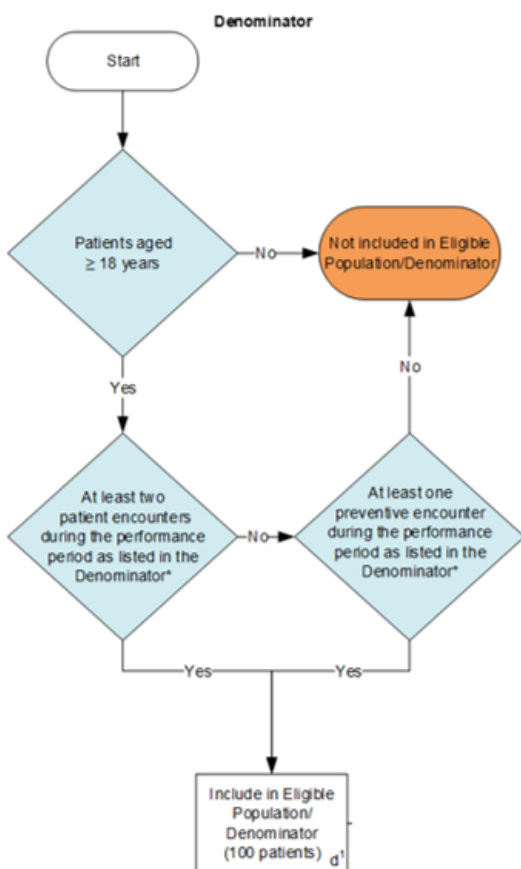 Denominator
Start
Patients aged
≥ 18 years
No
Not included in Eligible
Population/Denominator
Yes
No
At least two
patient encounters
during the performance
period as listed in the
Denominator*
No
At least one
preventive encounter
during the performance
period as listed in the
Denominator*
Yes
Yes
Include in Eligible
Population/
Denominator
(100 patients)
d¹